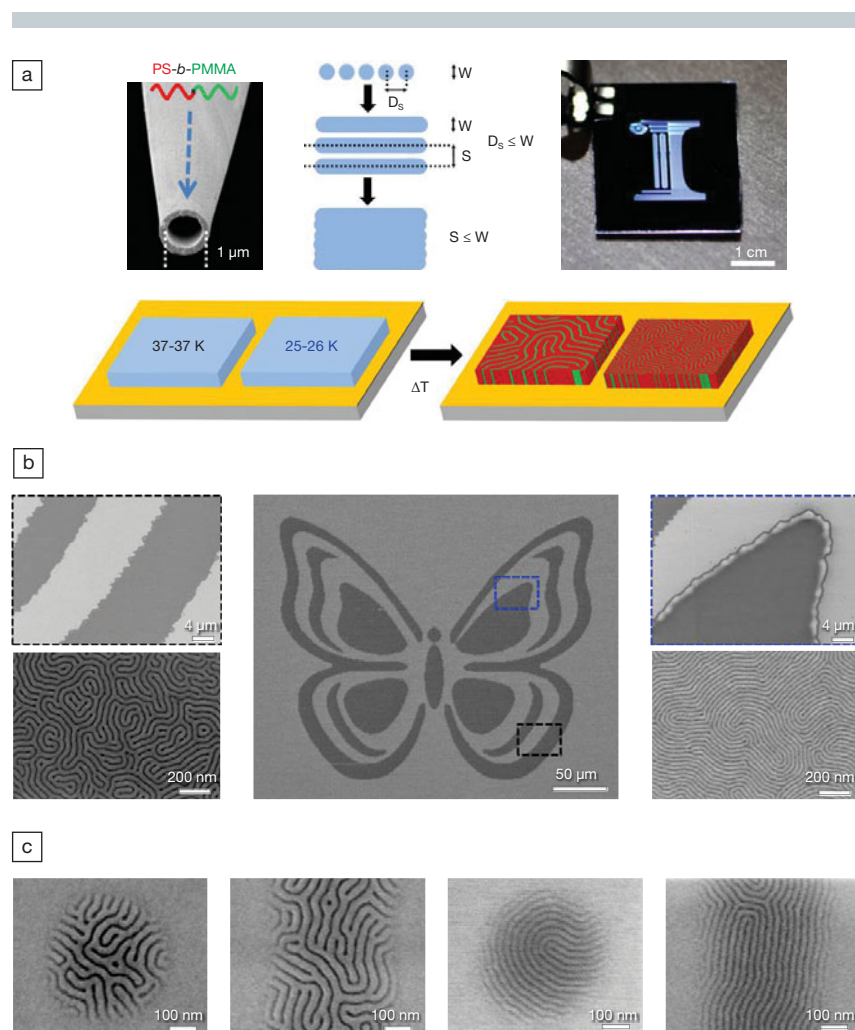 a
PS-b-PMMA
1 µm
W
Dₛ
W
S
Dₛ ≤ W
S ≤ W
1 cm
37-37 K
25-26 K
ΔT
b
4 µm
200 nm
50 µm
4 µm
200 nm
c
100 nm
100 nm
100 nm
100 nm